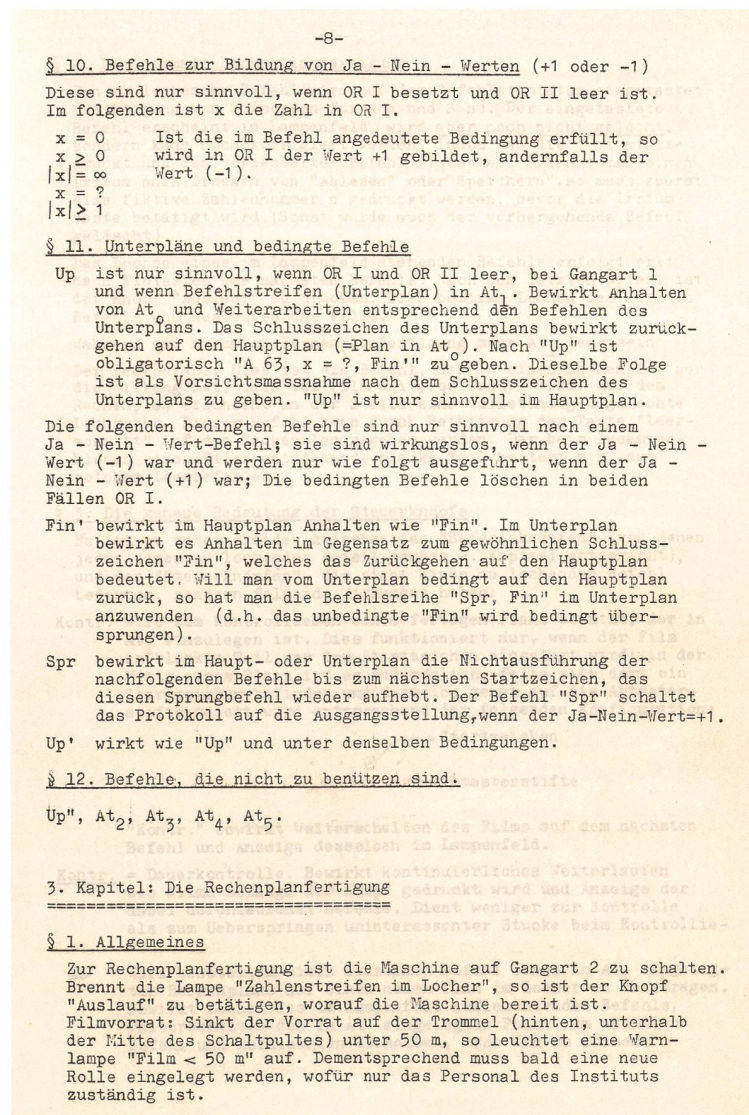 -8-
§ 10. Befehle zur Bildung von Ja - Nein - Werten (+1 oder -1)
Diese sind nur sinnvoll, wenn OR I besetzt und OR II leer ist.
Im folgenden ist x die Zahl in OR I.
x = 0 Ist die im Befehl angedeutete Bedingung erfüllt, so
x ≥ 0 wird in OR I der Wert +1 gebildet, andernfalls der
|x|= ∞ Wert (-1).
x = ?
|x|≥ 1
§ 11. Unterpläne und bedingte Befehle
Up ist nur sinnvoll, wenn OR I und OR II leer, bei Gangart 1
und wenn Befehlstreifen (Unterplan) in At₁. Bewirkt Anhalten
von At₀ und Weiterarbeiten entsprechend den Befehlen des
Unterplans. Das Schlusszeichen des Unterplans bewirkt zurück-
gehen auf den Hauptplan (=Plan in At₀). Nach "Up" ist
obligatorisch "A 63, x = ?, Fin'" zu geben. Dieselbe Folge
ist als Vorsichtsmassnahme nach dem Schlusszeichen des
Unterplans zu geben. "Up" ist nur sinnvoll im Hauptplan.
Die folgenden bedingten Befehle sind nur sinnvoll nach einem
Ja - Nein - Wert-Befehl; sie sind wirkungslos, wenn der Ja - Nein -
Wert (-1) war und werden nur wie folgt ausgeführt, wenn der Ja -
Nein - Wert (+1) war; Die bedingten Befehle löschen in beiden
Fällen OR I.
Fin' bewirkt im Hauptplan Anhalten wie "Fin". Im Unterplan
bewirkt es Anhalten im Gegensatz zum gewöhnlichen Schluss-
zeichen "Fin", welches das Zurückgehen auf den Hauptplan
bedeutet. Will man vom Unterplan bedingt auf den Hauptplan
zurück, so hat man die Befehlsreihe "Spr, Fin" im Unterplan
anzuwenden (d.h. das unbedingte "Fin" wird bedingt über-
sprungen).
Spr bewirkt im Haupt- oder Unterplan die Nichtausführung der
nachfolgenden Befehle bis zum nächsten Startzeichen, das
diesen Sprungbefehl wieder aufhebt. Der Befehl "Spr" schaltet
das Protokoll auf die Ausgangsstellung,wenn der Ja-Nein-Wert=+1.
Up' wirkt wie "Up" und unter denselben Bedingungen.
§ 12. Befehle, die nicht zu benützen sind.
Up", At₂, At₃, At₄, At₅.
3. Kapitel: Die Rechenplanfertigung
===================================
§ 1. Allgemeines
Zur Rechenplanfertigung ist die Maschine auf Gangart 2 zu schalten.
Brennt die Lampe "Zahlenstreifen im Locher", so ist der Knopf
"Auslauf" zu betätigen, worauf die Maschine bereit ist.
Filmvorrat: Sinkt der Vorrat auf der Trommel (hinten, unterhalb
der Mitte des Schaltpultes) unter 50 m, so leuchtet eine Warn-
lampe "Film < 50 m" auf. Dementsprechend muss bald eine neue
Rolle eingelegt werden, wofür nur das Personal des Instituts
zuständig ist.